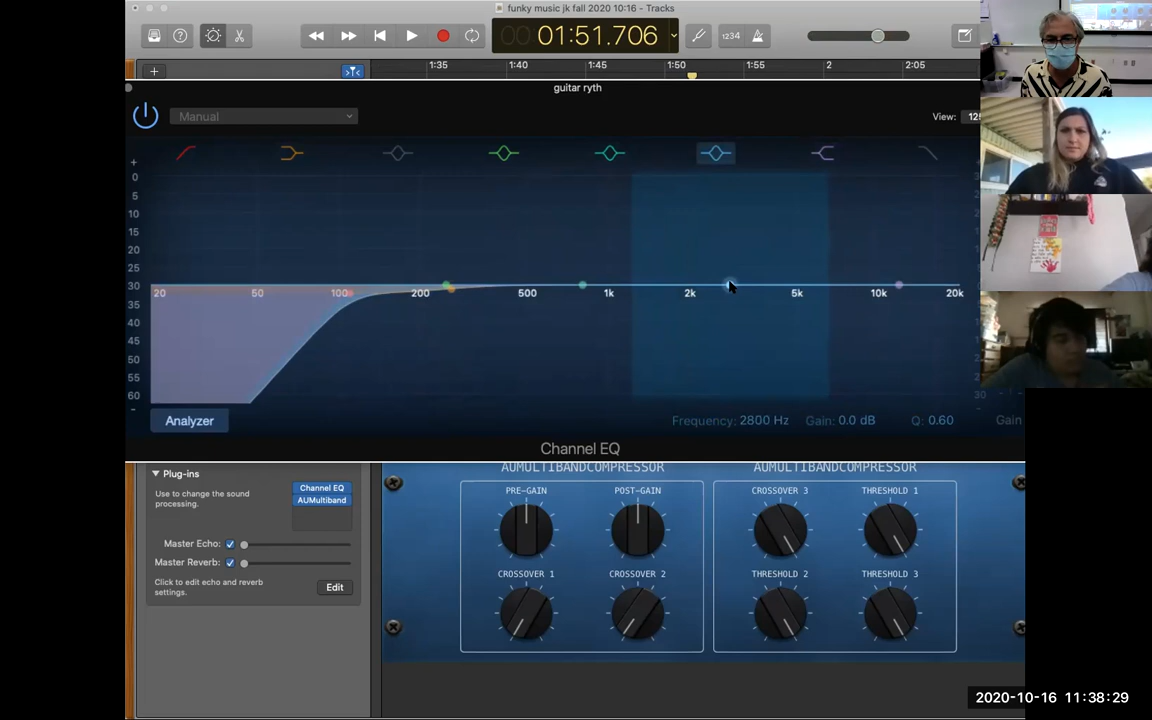 funky music jk fall 2020 10:16 - Tracks
01:51.706
1234
1:35 1:40 1:45 1:50 1:55 2 2:05
guitar ryth
Manual
View:
+
0
5
10
15
20
25
30
35
40
45
50
55
60
-
20 50 100 200 500 1k 2k 5k 10k 20k
Analyzer
Frequency: 2800 Hz Gain: 0.0 dB Q: 0.60 Gain
Channel EQ
Plug-ins
Use to change the sound
processing.
Channel EQ
AUMultiband
Master Echo:
Master Reverb:
Click to edit echo and reverb
settings.
Edit
AUMULTIBANDCOMPRESSOR AUMULTIBANDCOMPRESSOR
PRE-GAIN POST-GAIN CROSSOVER 3 THRESHOLD 1
CROSSOVER 1 CROSSOVER 2 THRESHOLD 2 THRESHOLD 3
2020-10-16 11:38:29